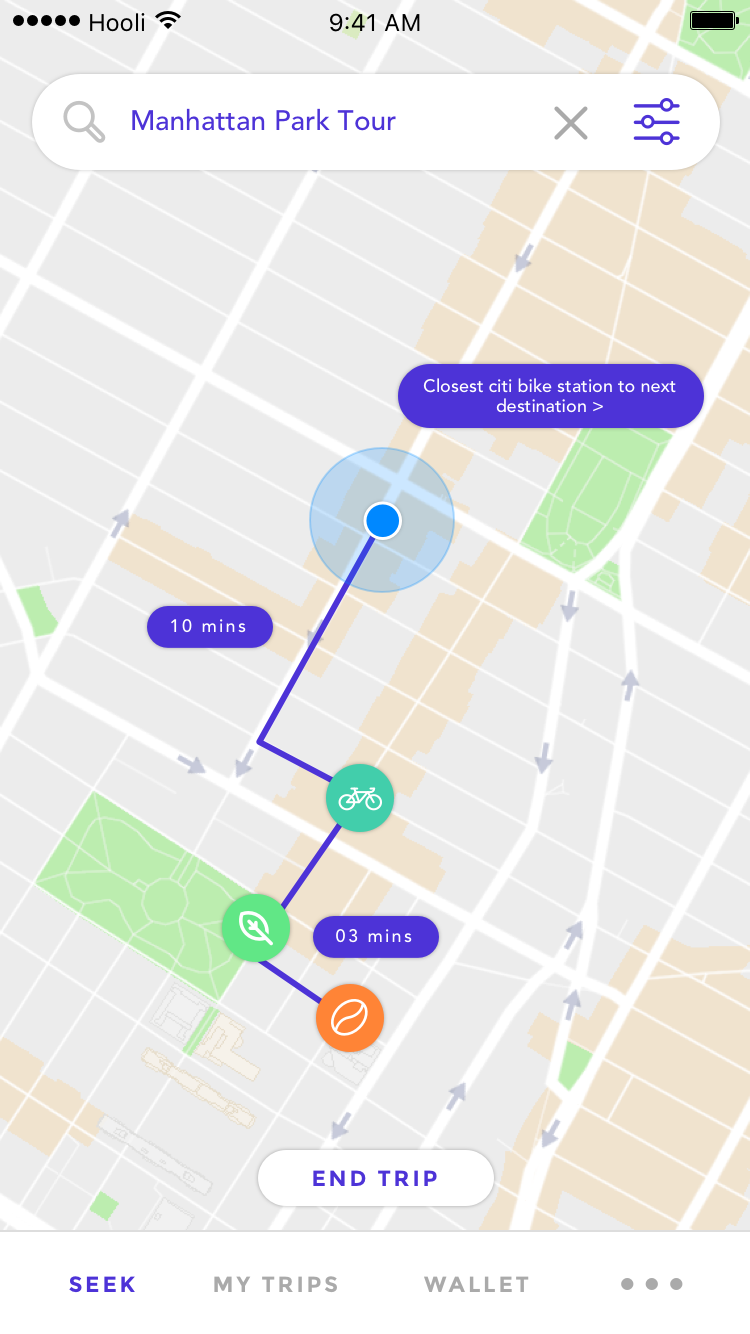 Hooli
9:41 AM
Manhattan Park Tour
Closest citi bike station to next
destination >
10 mins
03 mins
END TRIP
SEEK
MY TRIPS
WALLET